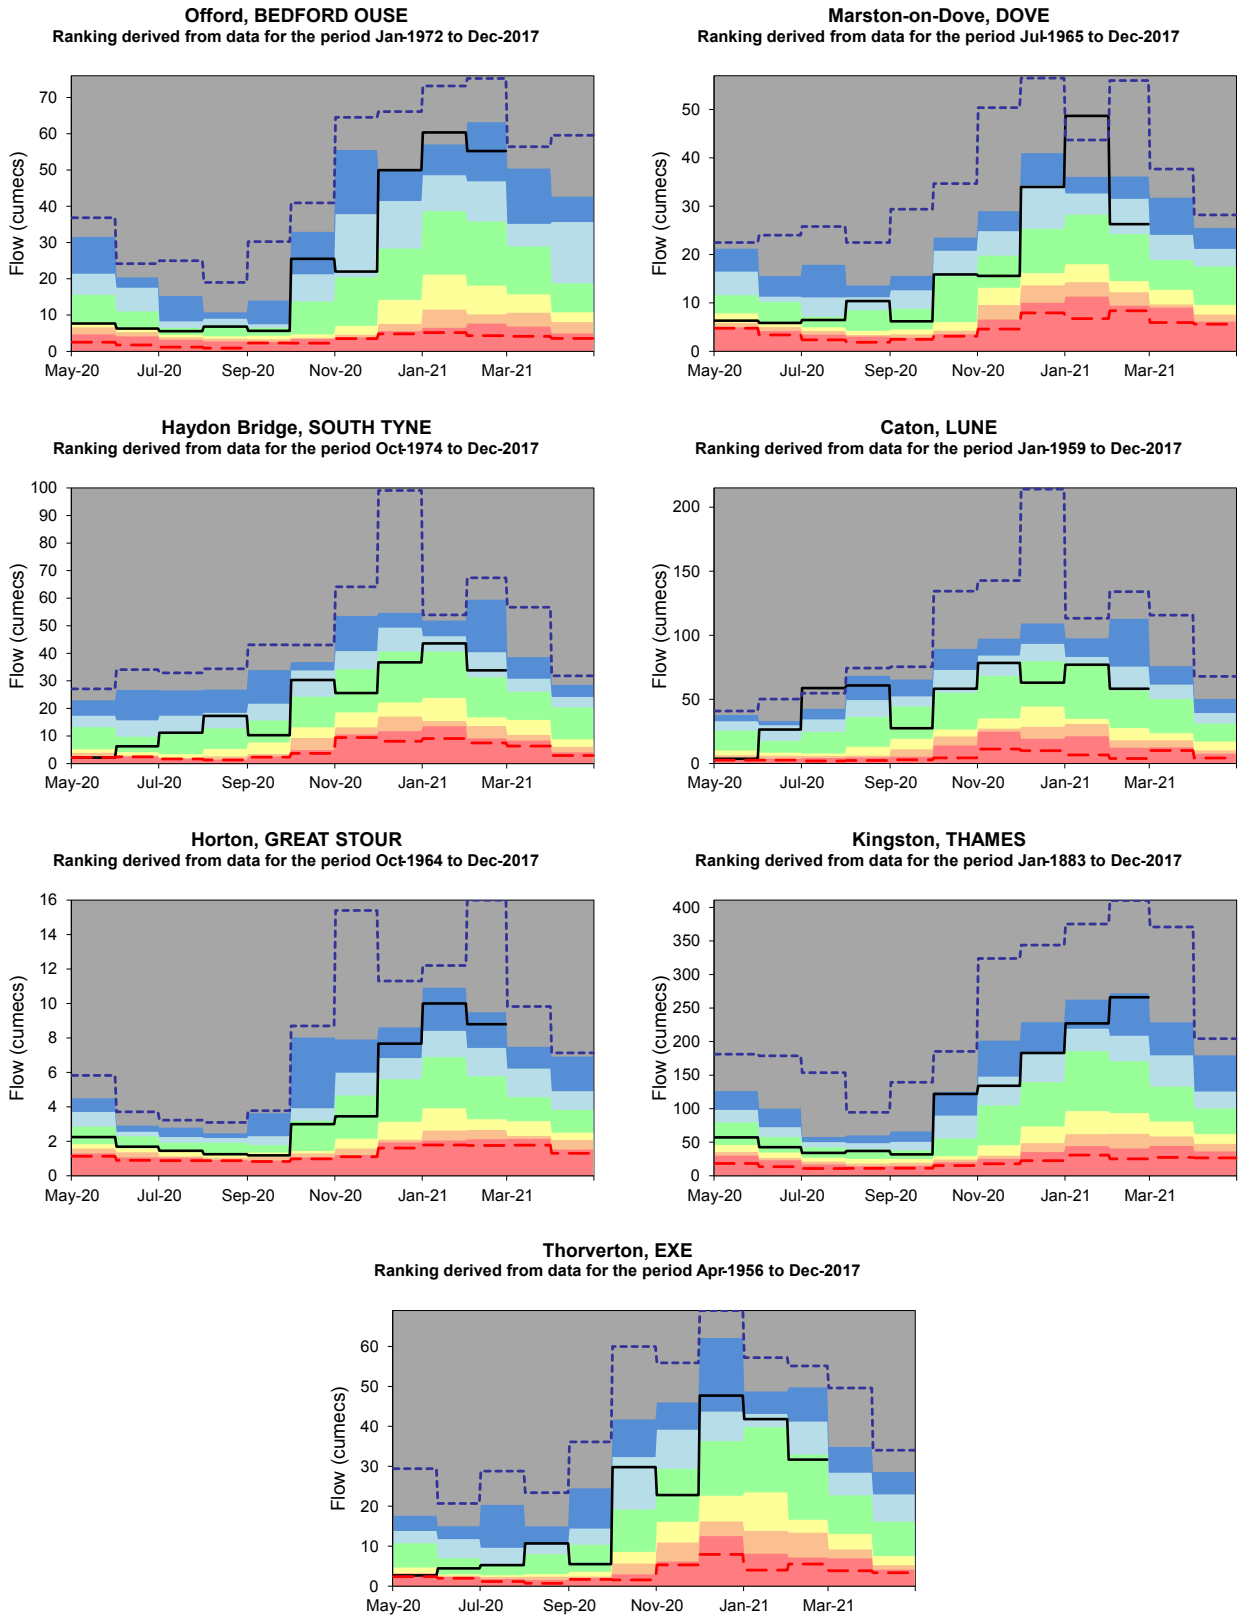 Offord, BEDFORD OUSE
Ranking derived from data for the period Jan-1972 to Dec-2017
Flow (cumecs)
70
60
50
40
30
20
10
0
May-20 Jul-20 Sep-20 Nov-20 Jan-21 Mar-21
Marston-on-Dove, DOVE
Ranking derived from data for the period Jul-1965 to Dec-2017
Flow (cumecs)
50
40
30
20
10
0
May-20 Jul-20 Sep-20 Nov-20 Jan-21 Mar-21
Haydon Bridge, SOUTH TYNE
Ranking derived from data for the period Oct-1974 to Dec-2017
Flow (cumecs)
100
90
80
70
60
50
40
30
20
10
0
May-20 Jul-20 Sep-20 Nov-20 Jan-21 Mar-21
Caton, LUNE
Ranking derived from data for the period Jan-1959 to Dec-2017
Flow (cumecs)
200
150
100
50
0
May-20 Jul-20 Sep-20 Nov-20 Jan-21 Mar-21
Horton, GREAT STOUR
Ranking derived from data for the period Oct-1964 to Dec-2017
Flow (cumecs)
16
14
12
10
8
6
4
2
0
May-20 Jul-20 Sep-20 Nov-20 Jan-21 Mar-21
Kingston, THAMES
Ranking derived from data for the period Jan-1883 to Dec-2017
Flow (cumecs)
400
350
300
250
200
150
100
50
0
May-20 Jul-20 Sep-20 Nov-20 Jan-21 Mar-21
Thorverton, EXE
Ranking derived from data for the period Apr-1956 to Dec-2017
Flow (cumecs)
60
50
40
30
20
10
0
May-20 Jul-20 Sep-20 Nov-20 Jan-21 Mar-21